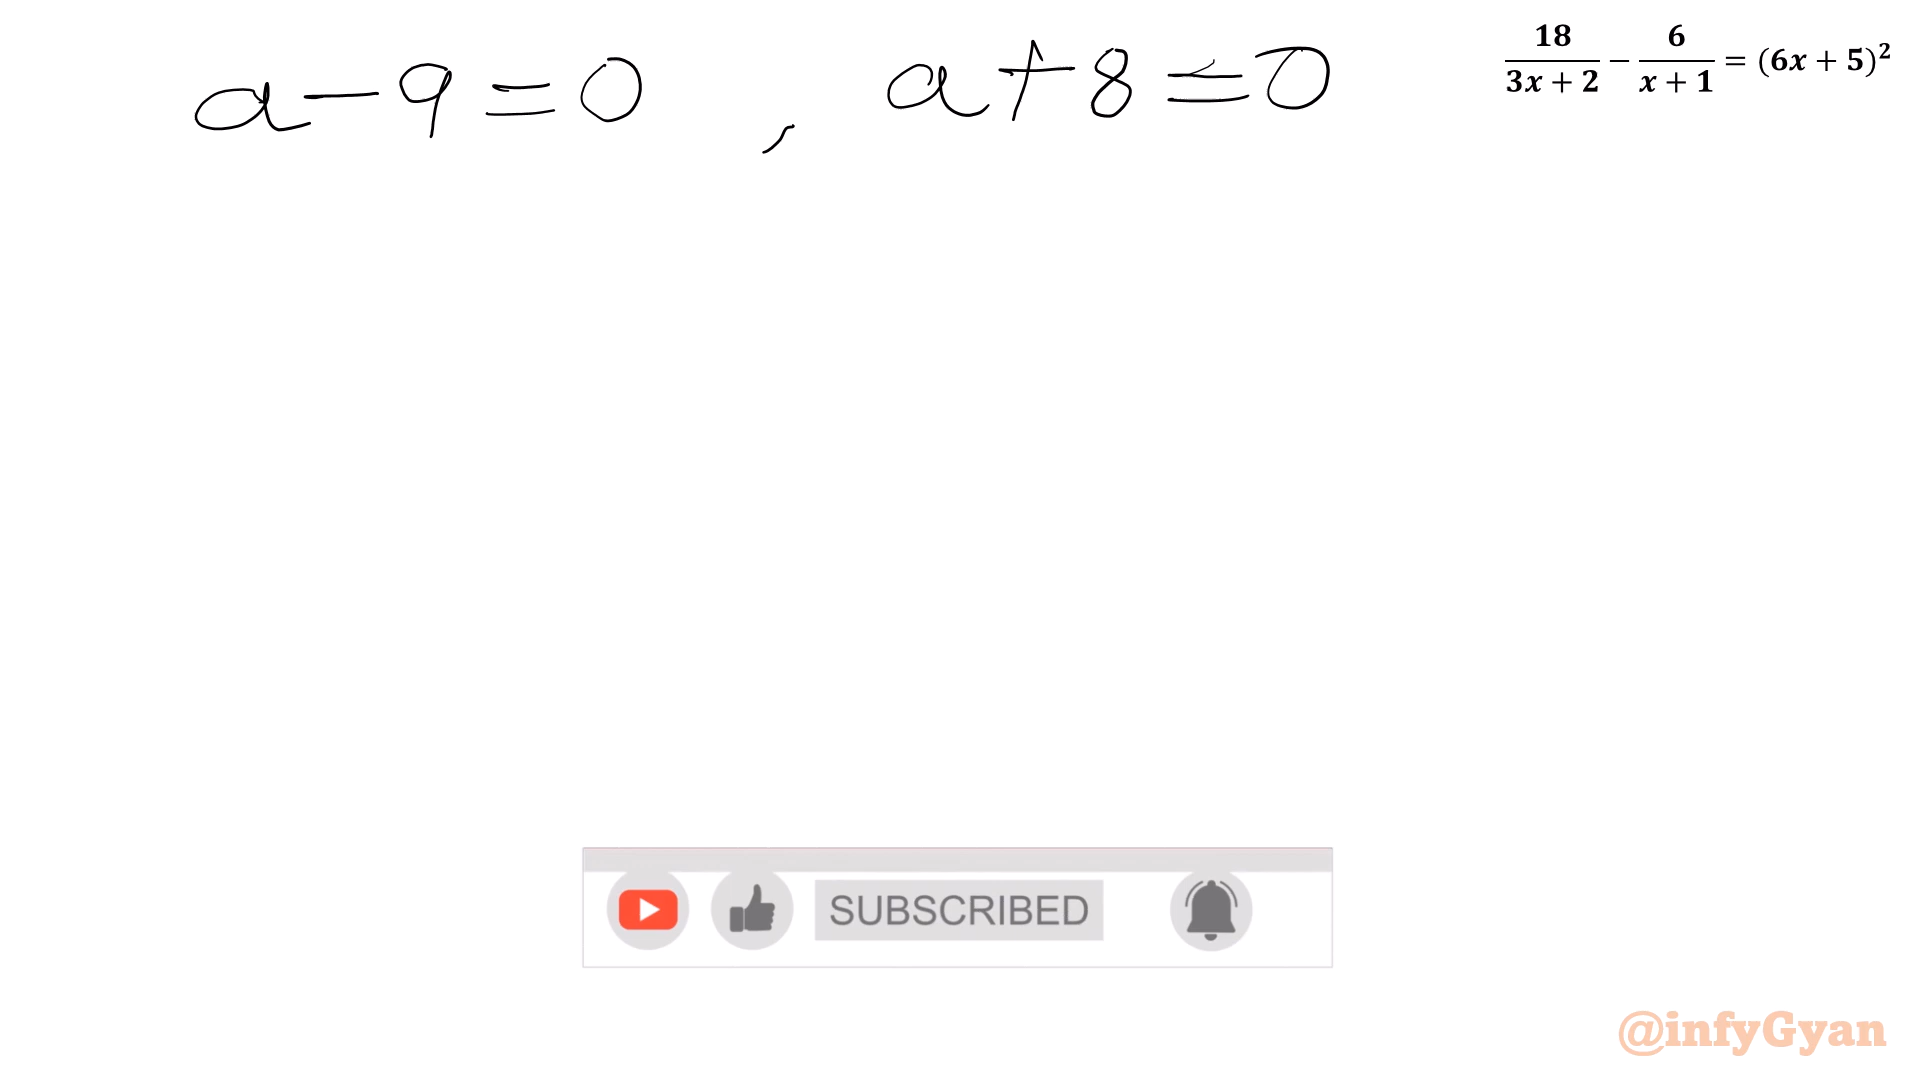 a - 9 = 0 , a + 8 = 0
18/(3x + 2) − 6/(x + 1) = (6x + 5)²
SUBSCRIBED
@infyGyan